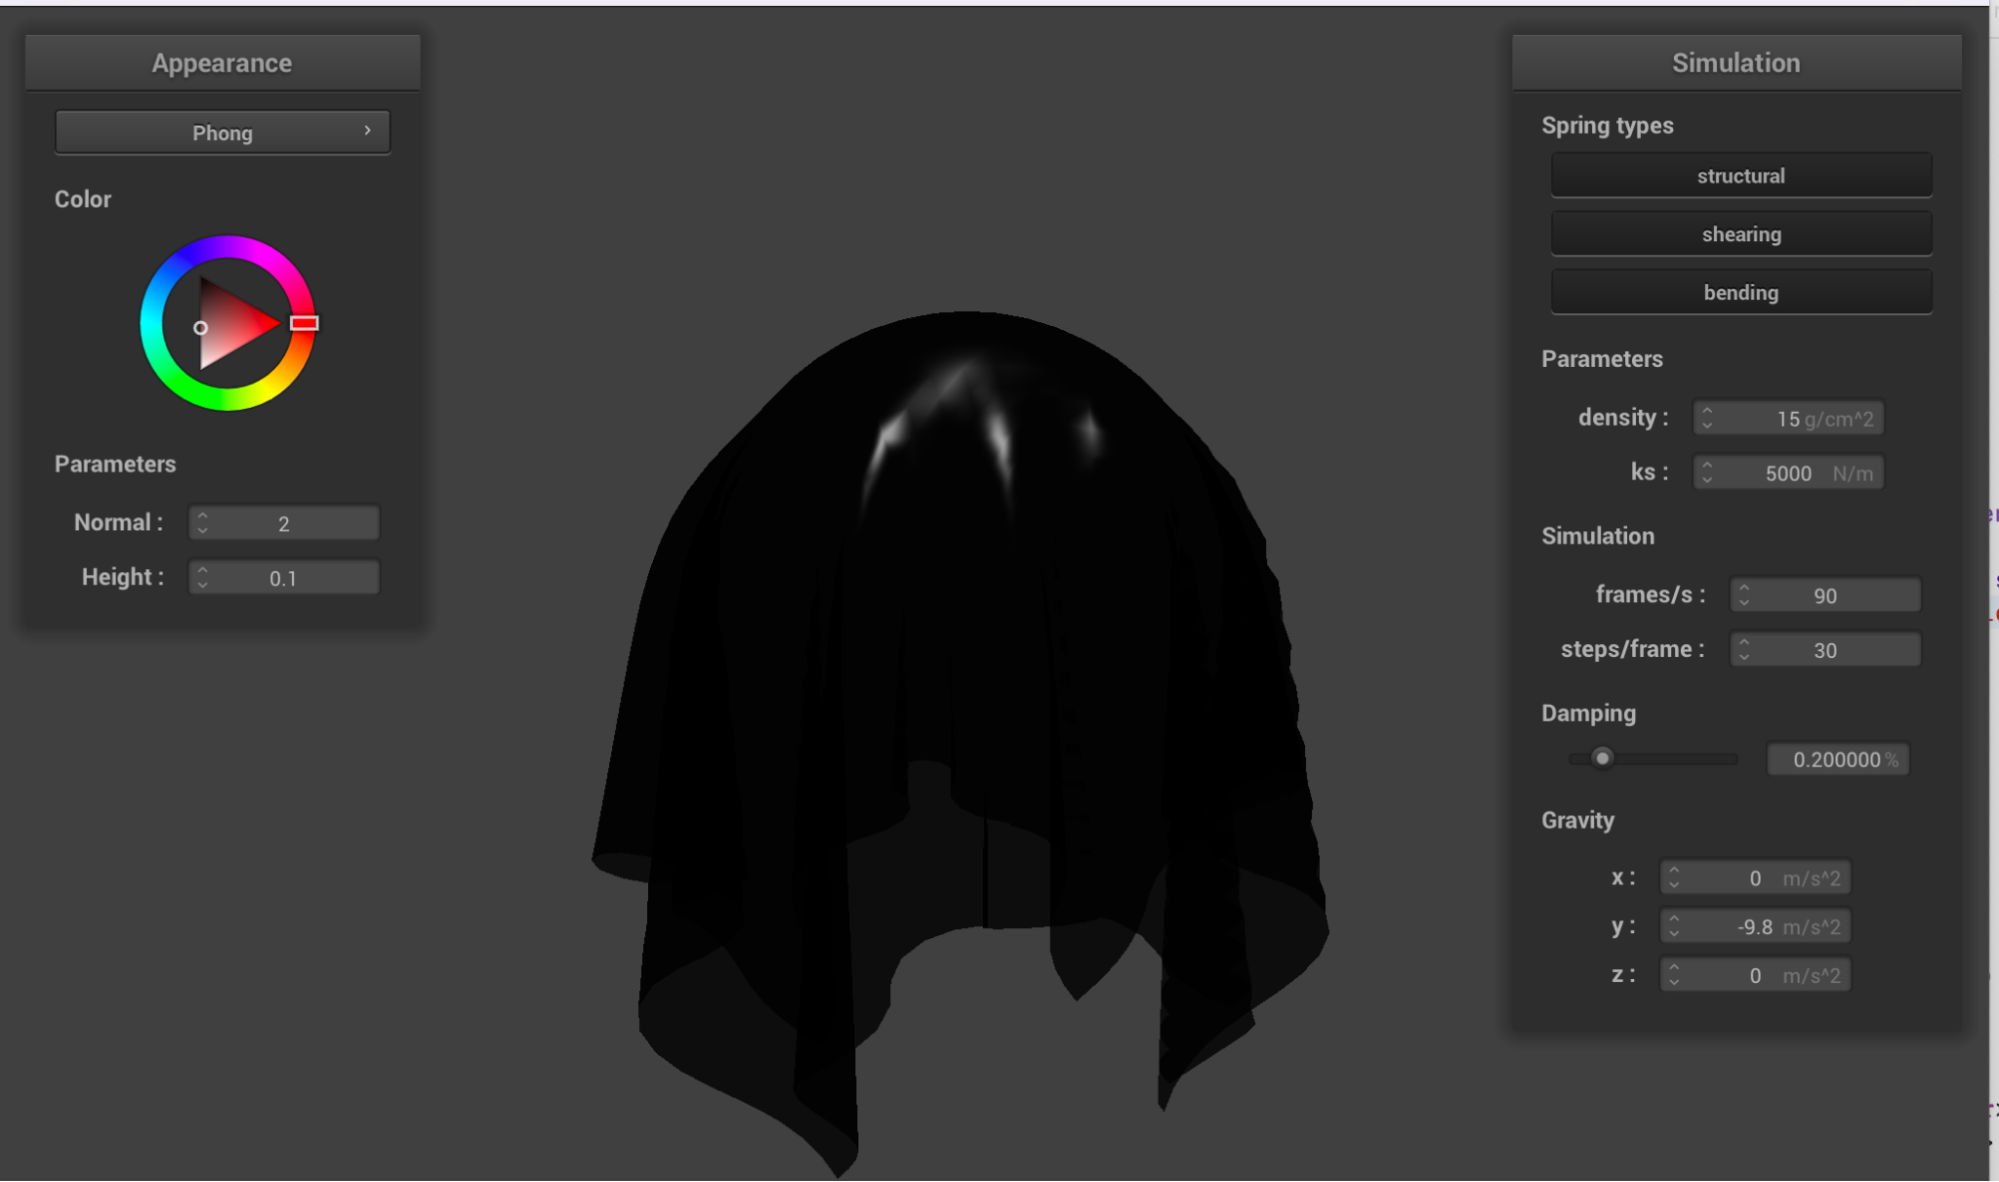 Appearance
Phong
Color
Parameters
Normal : 2
Height : 0.1
Simulation
Spring types
structural
shearing
bending
Parameters
density : 15 g/cm^2
ks : 5000 N/m
Simulation
frames/s : 90
steps/frame : 30
Damping
0.200000 %
Gravity
x : 0 m/s^2
y : -9.8 m/s^2
z : 0 m/s^2